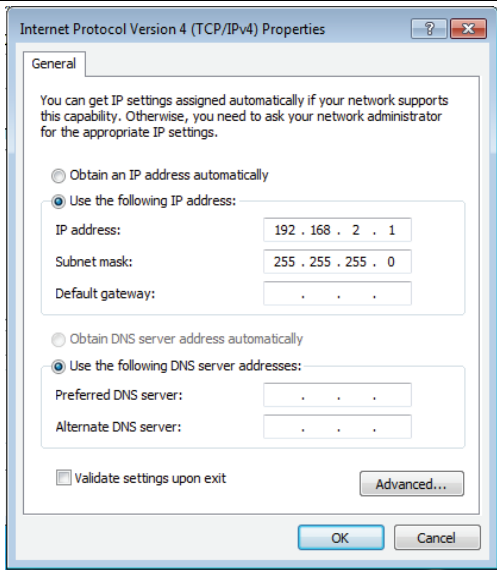 Internet Protocol Version 4 (TCP/IPv4) Properties
General
You can get IP settings assigned automatically if your network supports
this capability. Otherwise, you need to ask your network administrator
for the appropriate IP settings.
Obtain an IP address automatically
Use the following IP address:
IP address: 192 . 168 . 2 . 1
Subnet mask: 255 . 255 . 255 . 0
Default gateway: . . .
Obtain DNS server address automatically
Use the following DNS server addresses:
Preferred DNS server: . . .
Alternate DNS server: . . .
Validate settings upon exit
Advanced...
OK Cancel